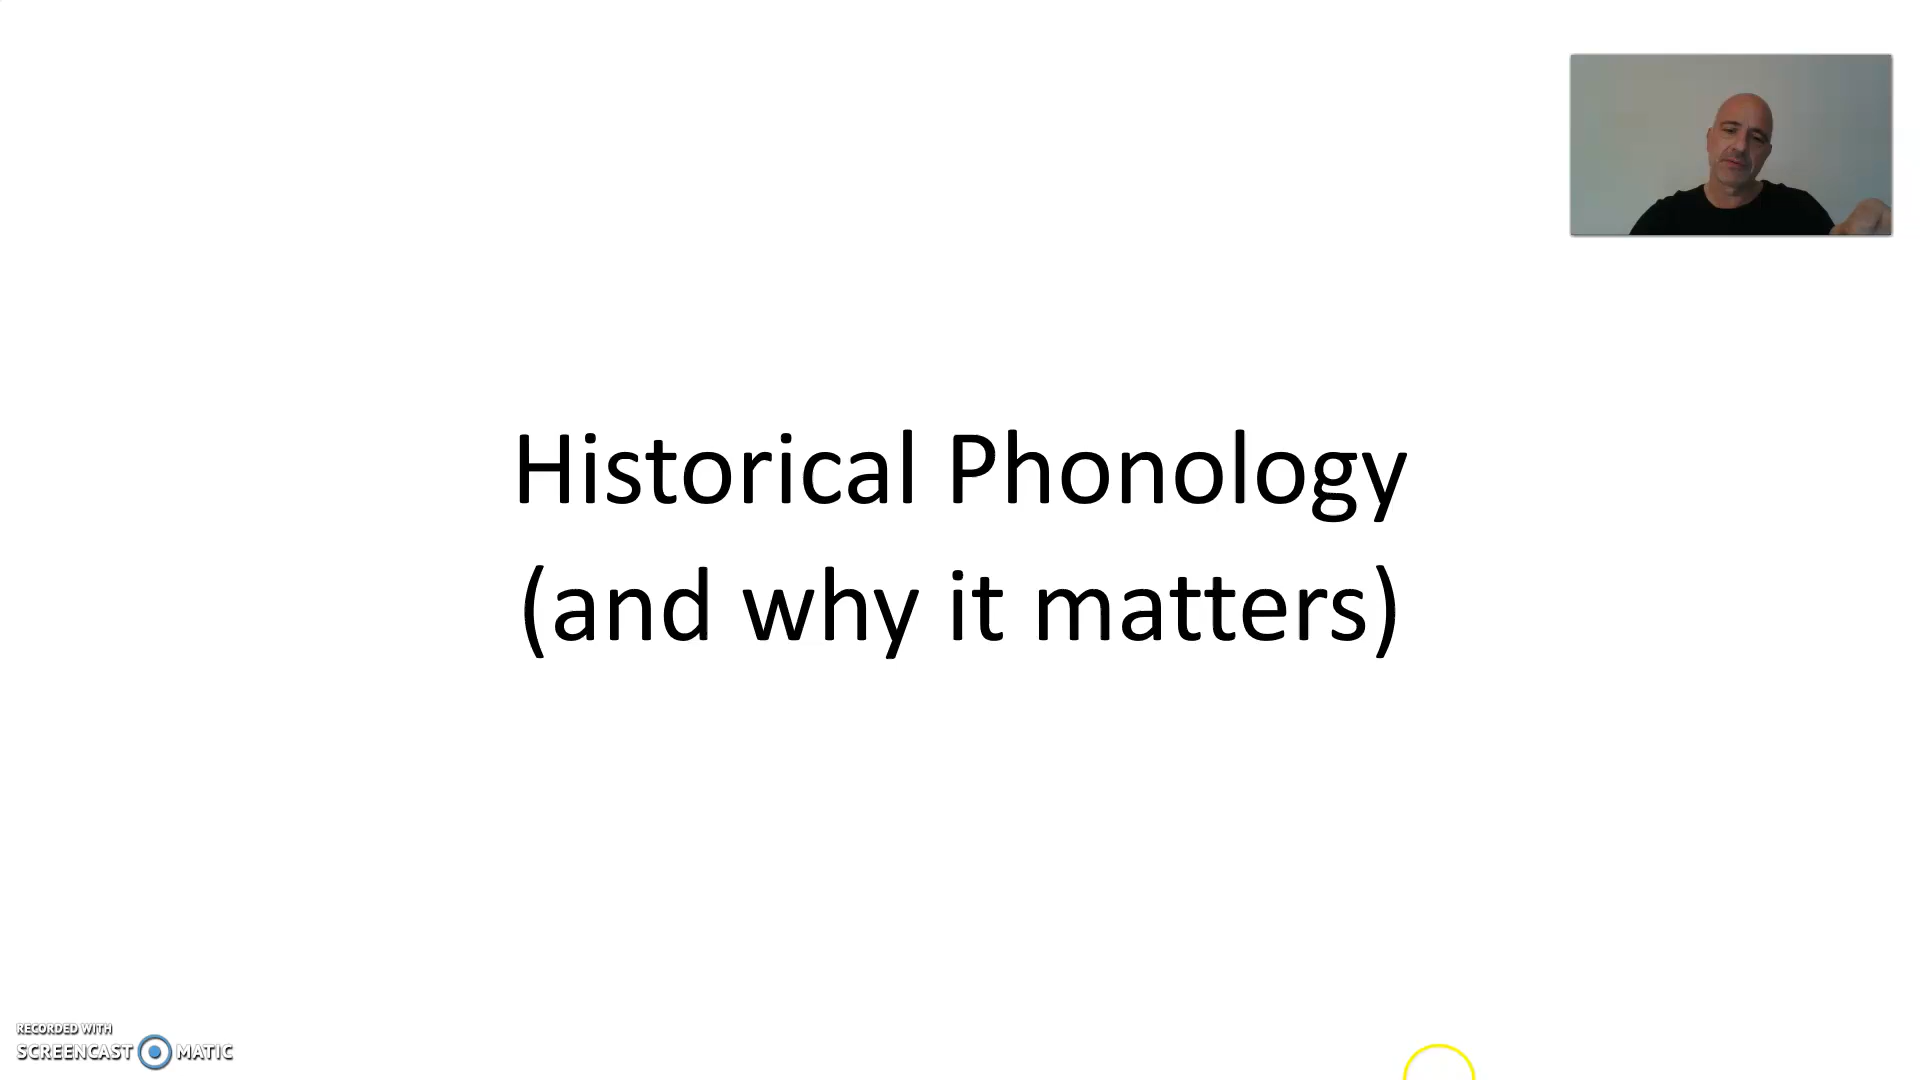 Historical Phonology
(and why it matters)
RECORDED WITH
SCREENCAST MATIC